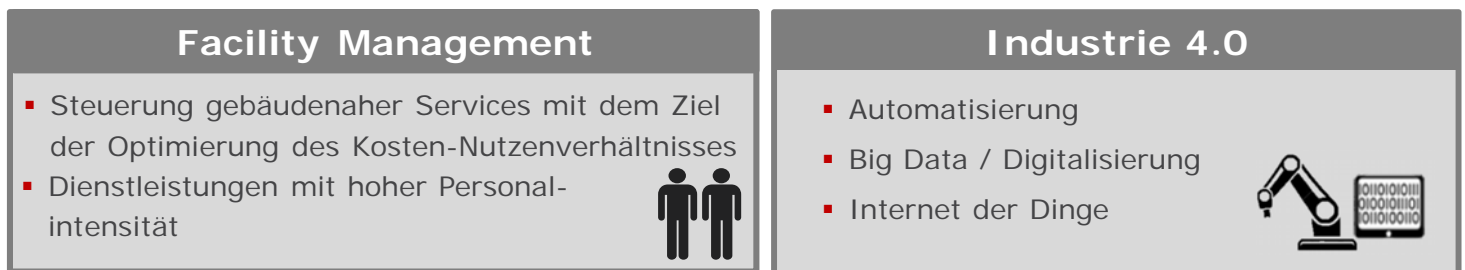 Facility Management
▪ Steuerung gebäudenaher Services mit dem Ziel
der Optimierung des Kosten-Nutzenverhältnisses
▪ Dienstleistungen mit hoher Personal-
intensität
Industrie 4.0
▪ Automatisierung
▪ Big Data / Digitalisierung
▪ Internet der Dinge